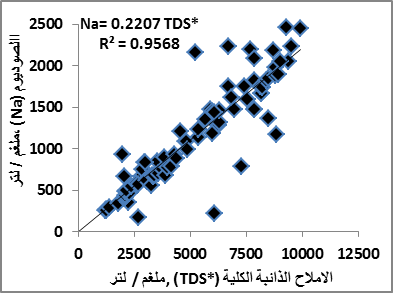 Na= 0.2207 TDS*
R² = 0.9568
2500
2000
1500
1000
500
0
الصوديوم (Na) ،ملغم / لتر
0 2500 5000 7500 10000 12500
الاملاح الذائبة الكلية (TDS*) ,ملغم / لتر